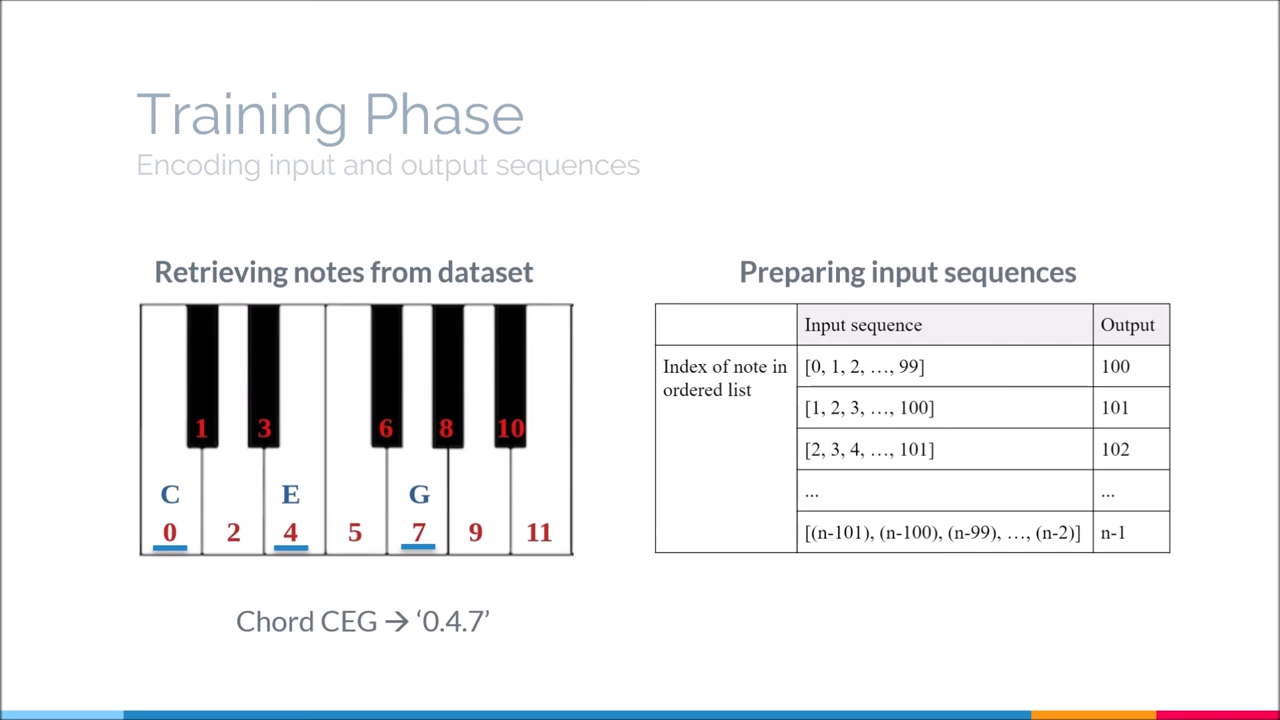 Training Phase
Encoding input and output sequences
Retrieving notes from dataset
1 3 6 8 10
C E G
0 2 4 5 7 9 11
Chord CEG → ‘0.4.7’
Preparing input sequences
Input sequence Output
Index of note in [0, 1, 2, …, 99] 100
ordered list
[1, 2, 3, …, 100] 101
[2, 3, 4, …, 101] 102
... ...
[(n-101), (n-100), (n-99), …, (n-2)] n-1